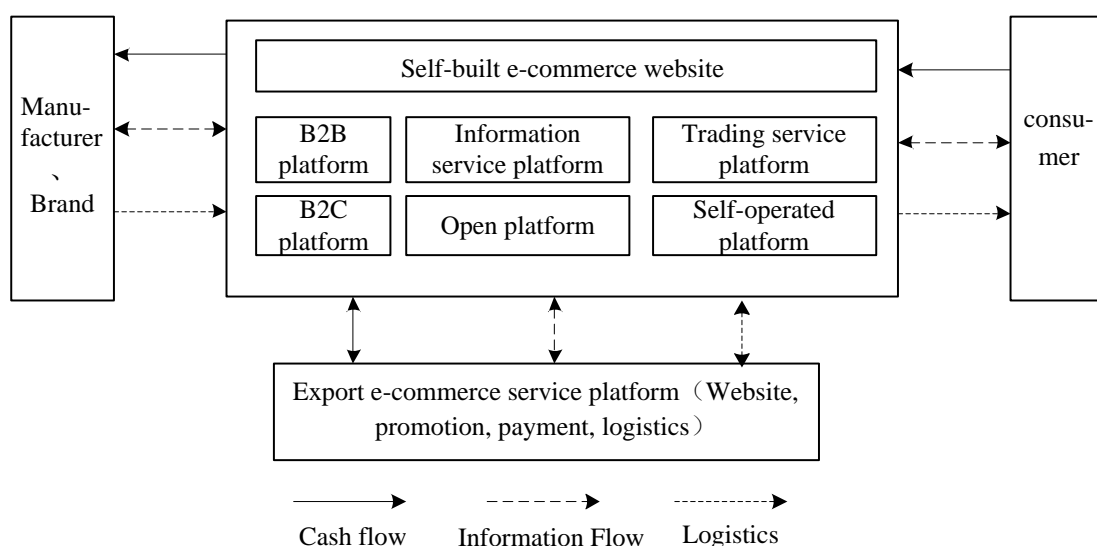 Manu-
facturer
、
Brand
Self-built e-commerce website
B2B
platform
Information
service platform
Trading service
platform
B2C
platform
Open platform
Self-operated
platform
consu-
mer
Export e-commerce service platform（Website,
promotion, payment, logistics）
Cash flow
Information Flow
Logistics